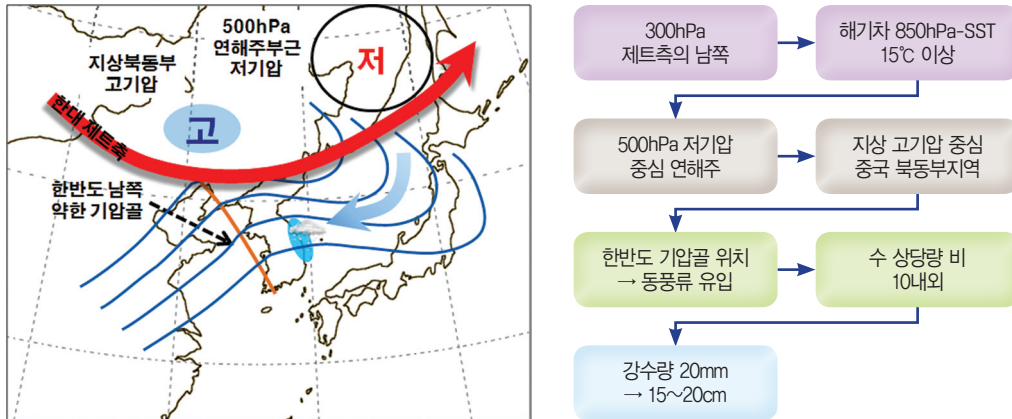 500hPa
연해주부근
저기압
지상북동부
고기압
저
고
한대 제트축
한반도 남쪽
약한 기압골
300hPa
제트측의 남쪽
해기차 850hPa-SST
15℃ 이상
500hPa 저기압
중심 연해주
지상 고기압 중심
중국 북동부지역
한반도 기압골 위치
→ 동풍류 유입
수 상당량 비
10내외
강수량 20mm
→ 15～20cm